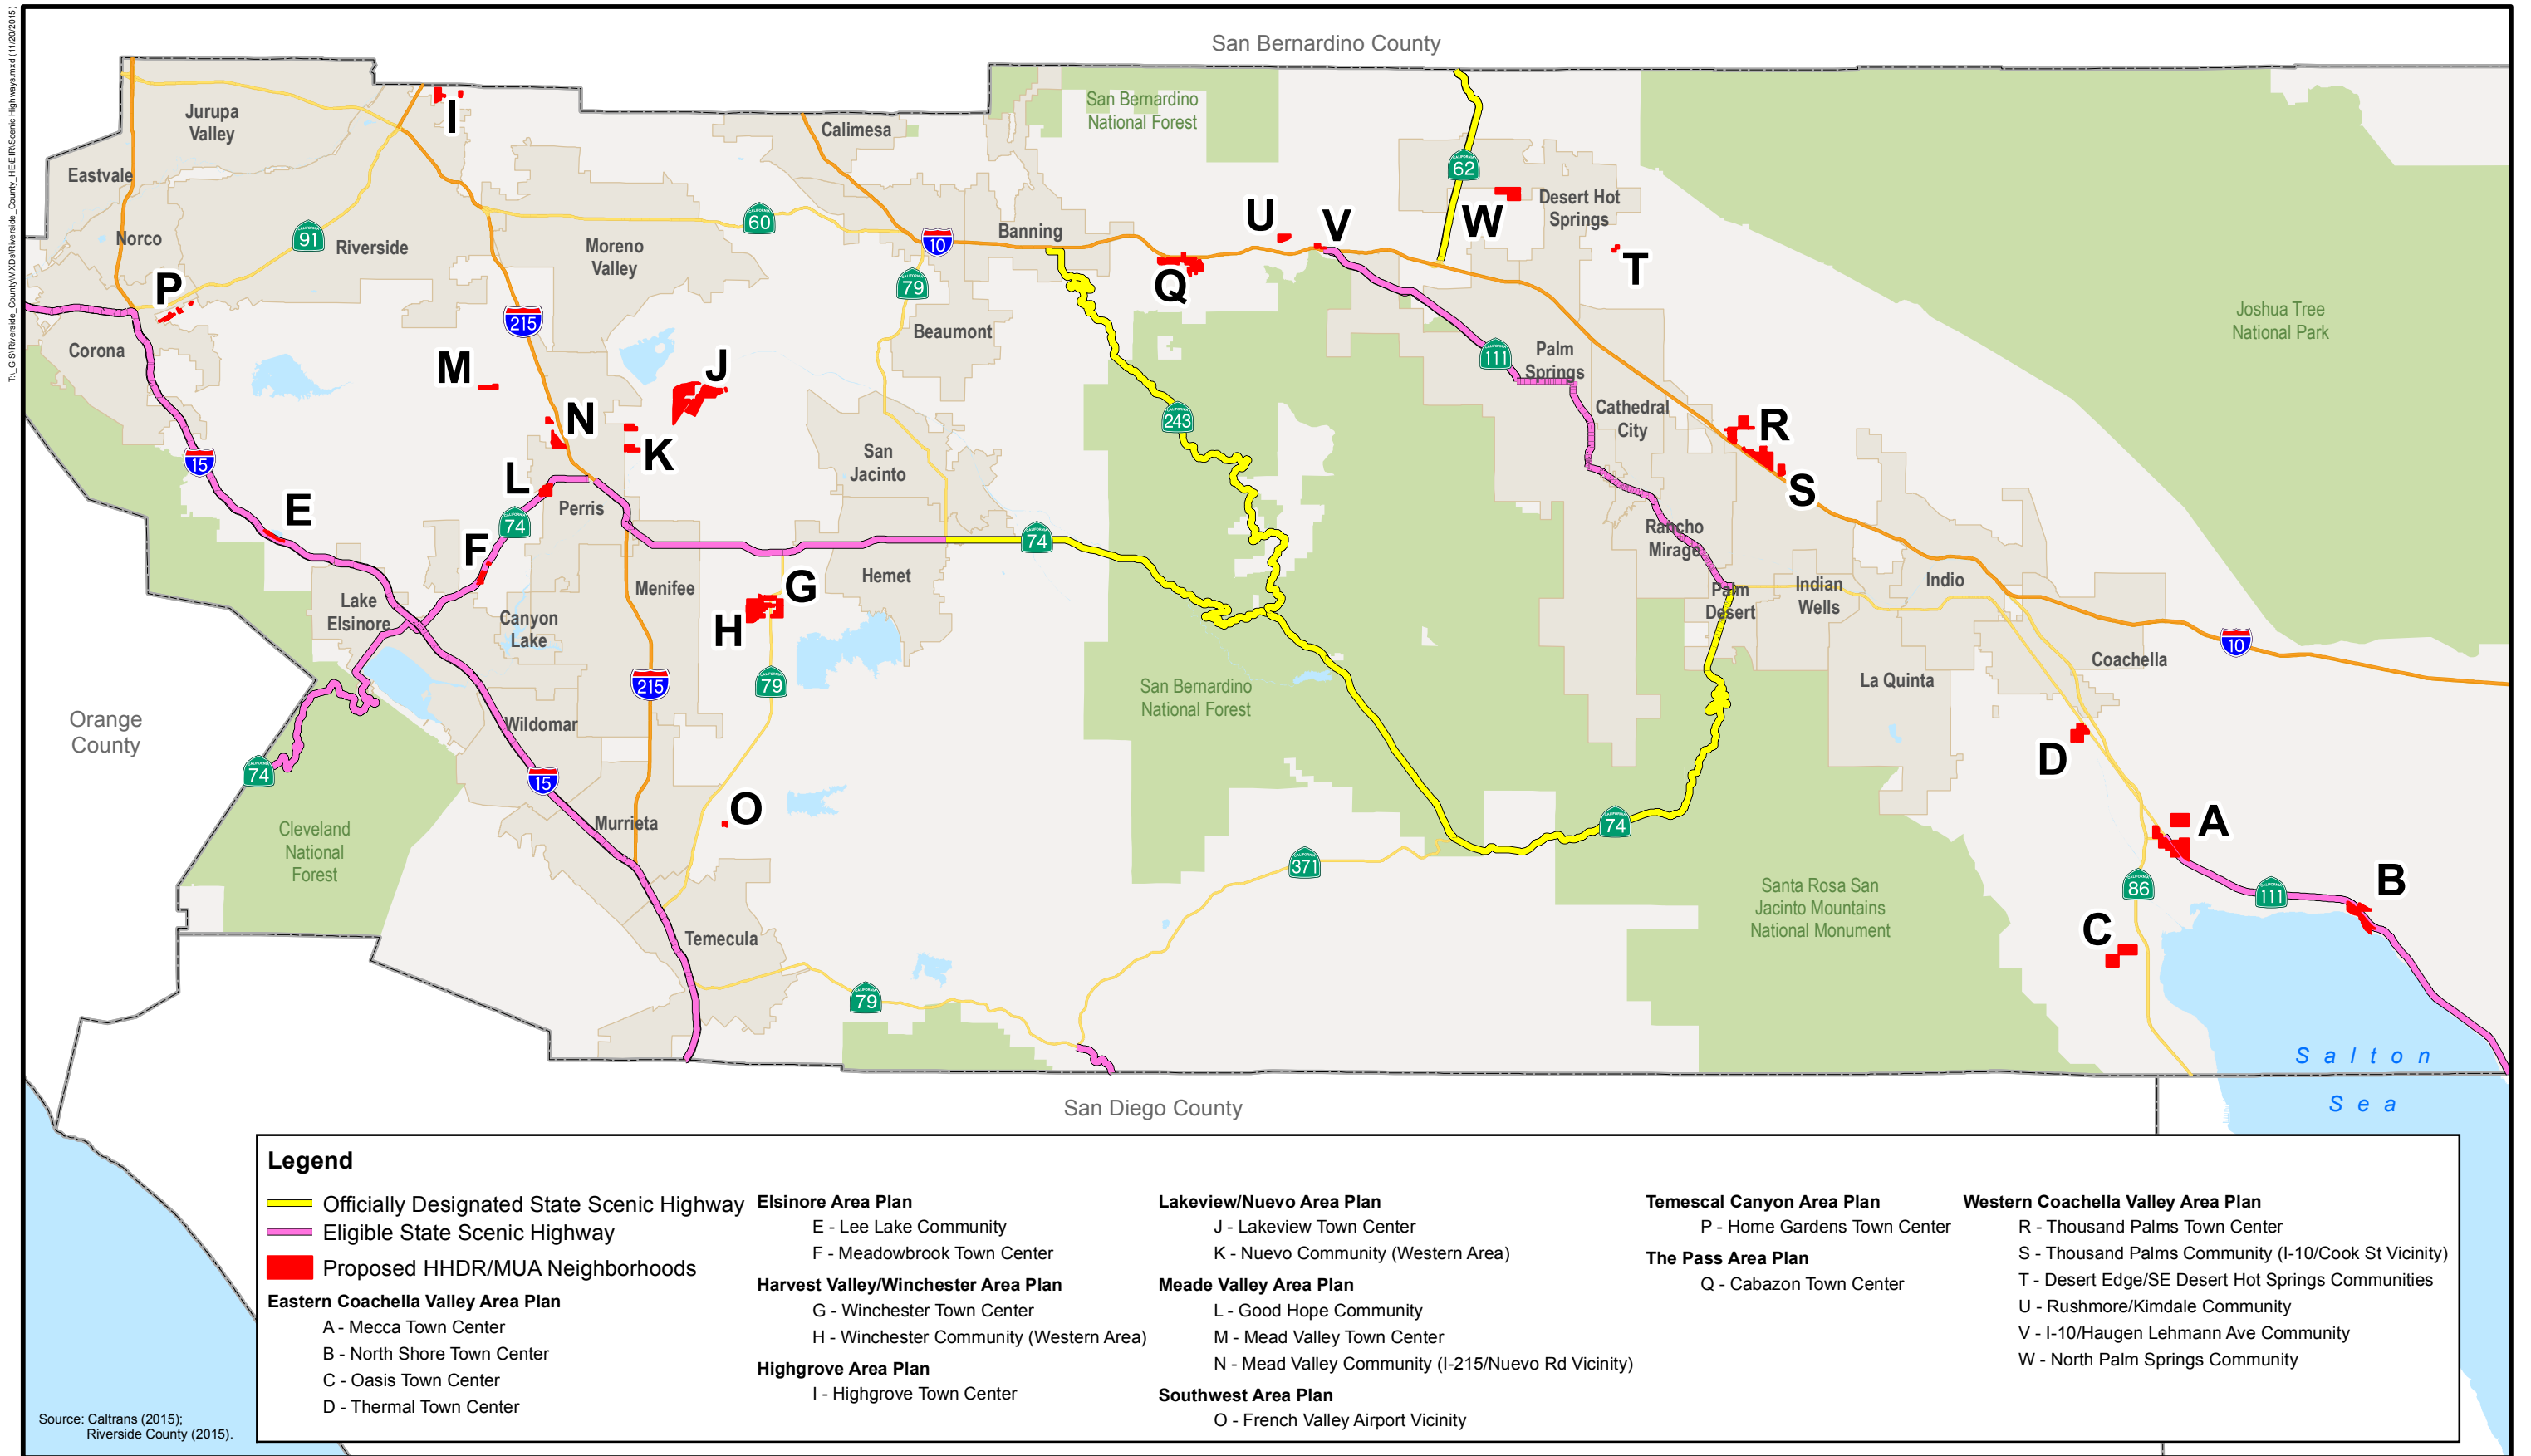 T:\_GIS\Riverside_County\MXDs\Riverside_County_HE\EIR\Scenic Highways.mxd (11/20/2015)
San Bernardino County
Jurupa
Valley
I
Calimesa
San Bernardino
National Forest
Eastvale
62
Desert Hot
Springs
W
Norco
91
Riverside
Moreno
Valley
60
10
Banning
U
V
Q
T
P
79
Beaumont
215
Corona
M
J
Joshua Tree
National Park
111
Palm
Springs
N
K
243
Cathedral
City
R
S
San
Jacinto
15
L
Perris
E
74
F
74
Rancho
Mirage
Hemet
Menifee
G
H
Lake
Elsinore
Canyon
Lake
Palm
Desert
Indian
Wells
Indio
10
Coachella
La Quinta
215
79
San Bernardino
National Forest
Orange
County
Wildomar
74
15
D
O
Murrieta
Cleveland
National
Forest
74
371
A
86
111
B
Santa Rosa San
Jacinto Mountains
National Monument
C
Temecula
79
Salton
Sea
San Diego County
Legend
Officially Designated State Scenic Highway
Eligible State Scenic Highway
Proposed HHDR/MUA Neighborhoods
Eastern Coachella Valley Area Plan
A - Mecca Town Center
B - North Shore Town Center
C - Oasis Town Center
D - Thermal Town Center
Elsinore Area Plan
E - Lee Lake Community
F - Meadowbrook Town Center
Harvest Valley/Winchester Area Plan
G - Winchester Town Center
H - Winchester Community (Western Area)
Highgrove Area Plan
I - Highgrove Town Center
Lakeview/Nuevo Area Plan
J - Lakeview Town Center
K - Nuevo Community (Western Area)
Meade Valley Area Plan
L - Good Hope Community
M - Mead Valley Town Center
N - Mead Valley Community (I-215/Nuevo Rd Vicinity)
Southwest Area Plan
O - French Valley Airport Vicinity
Temescal Canyon Area Plan
P - Home Gardens Town Center
The Pass Area Plan
Q - Cabazon Town Center
Western Coachella Valley Area Plan
R - Thousand Palms Town Center
S - Thousand Palms Community (I-10/Cook St Vicinity)
T - Desert Edge/SE Desert Hot Springs Communities
U - Rushmore/Kimdale Community
V - I-10/Haugen Lehmann Ave Community
W - North Palm Springs Community
Source: Caltrans (2015);
Riverside County (2015).